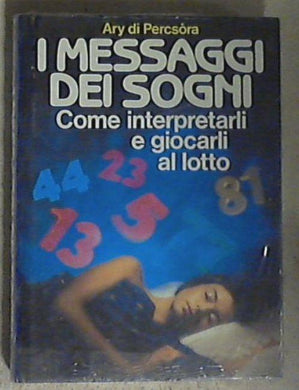 Ary di Percsòra
I MESSAGGI
DEI SOGNI
Come interpretarli
e giocarli
al lotto
23
44
81
5
13